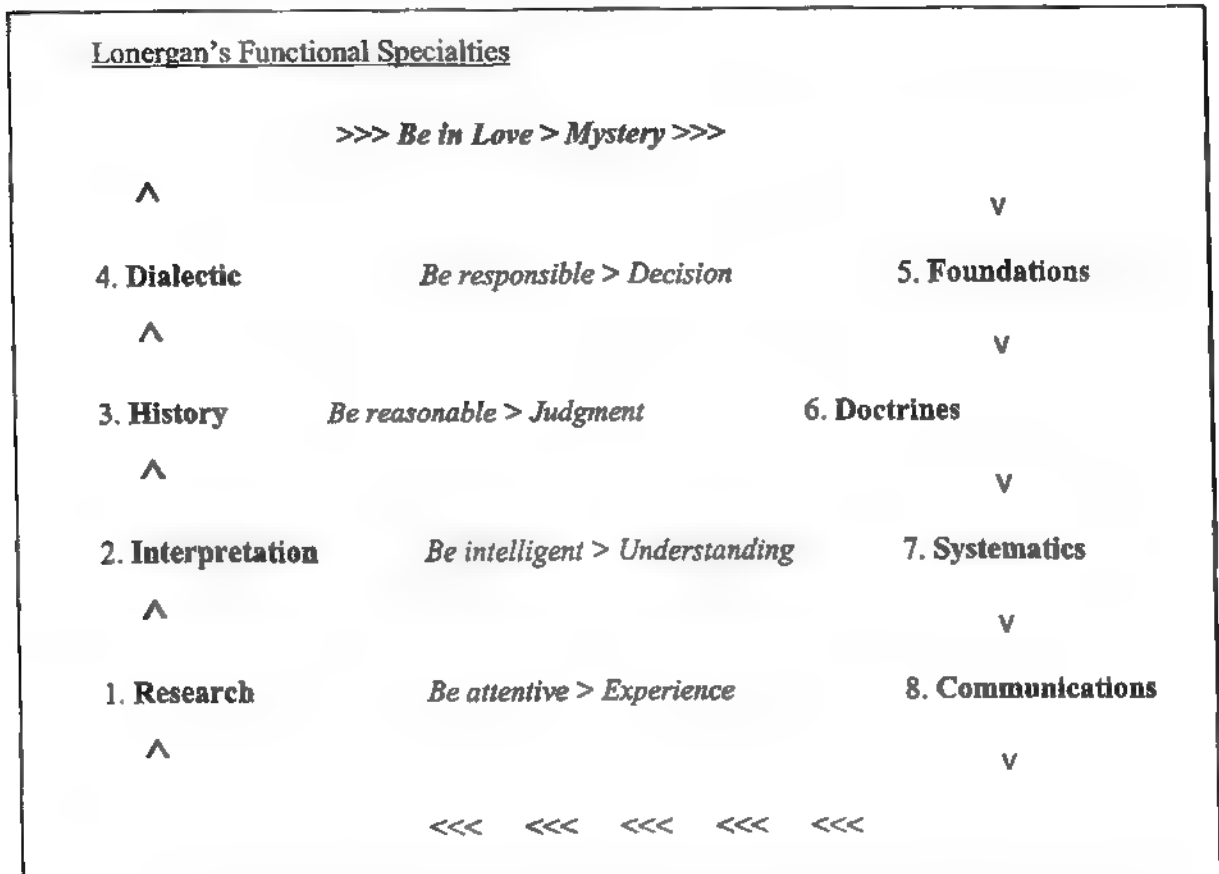 Lonergan's Functional Specialties
>>> Be in Love > Mystery >>>
^ v
4. Dialectic Be responsible > Decision 5. Foundations
^ v
3. History Be reasonable > Judgment 6. Doctrines
^ v
2. Interpretation Be intelligent > Understanding 7. Systematics
^ v
1. Research Be attentive > Experience 8. Communications
^ v
<<< <<< <<< <<< <<<